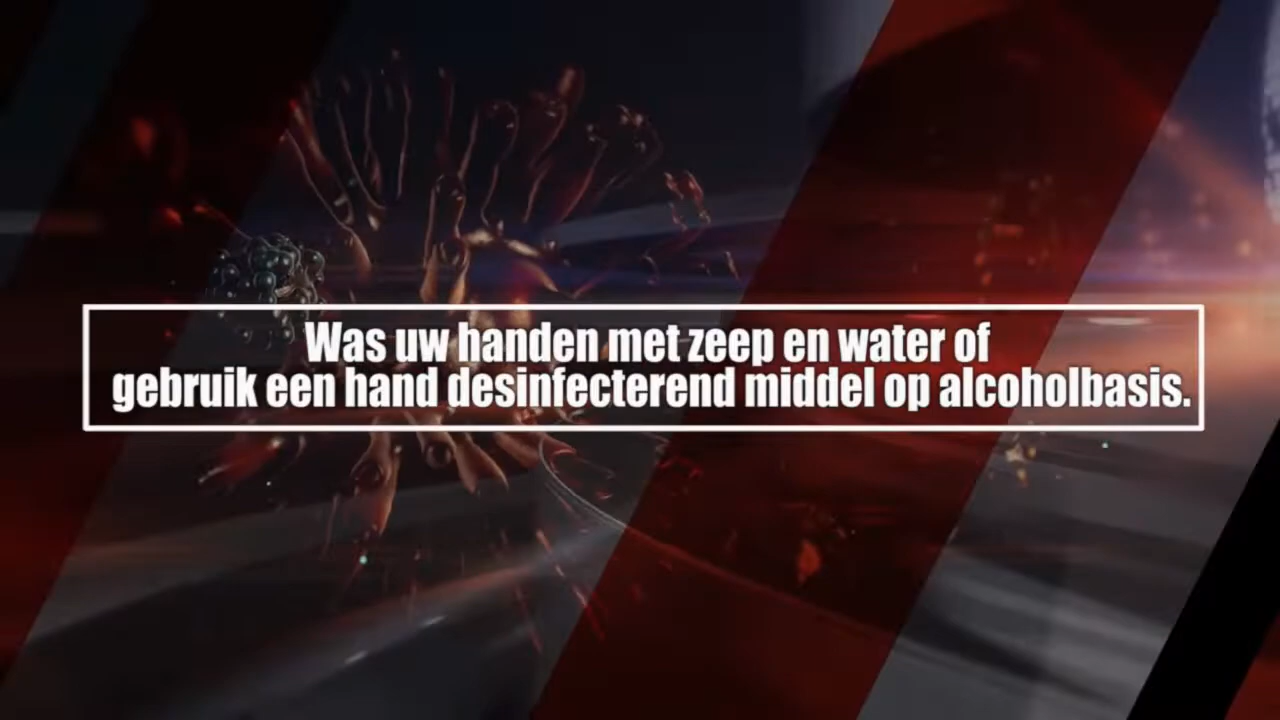 Was uw handen met zeep en water of
gebruik een hand desinfecterend middel op alcoholbasis.